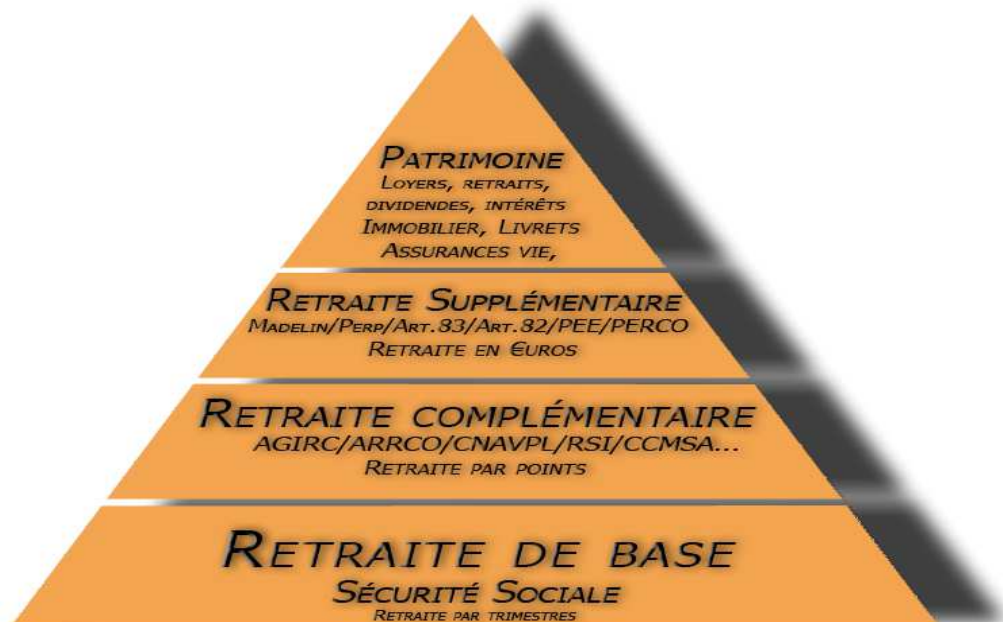 PATRIMOINE
LOYERS, RETRAITS,
DIVIDENDES, INTÉRÊTS
IMMOBILIER, LIVRETS
ASSURANCES VIE,
RETRAITE SUPPLÉMENTAIRE
MADELIN/PERP/ART.83/ART.82/PEE/PERCO
RETRAITE EN €UROS
RETRAITE COMPLÉMENTAIRE
AGIRC/ARRCO/CNAVPL/RSI/CCMSA...
RETRAITE PAR POINTS
RETRAITE DE BASE
SÉCURITÉ SOCIALE
RETRAITE PAR TRIMESTRES